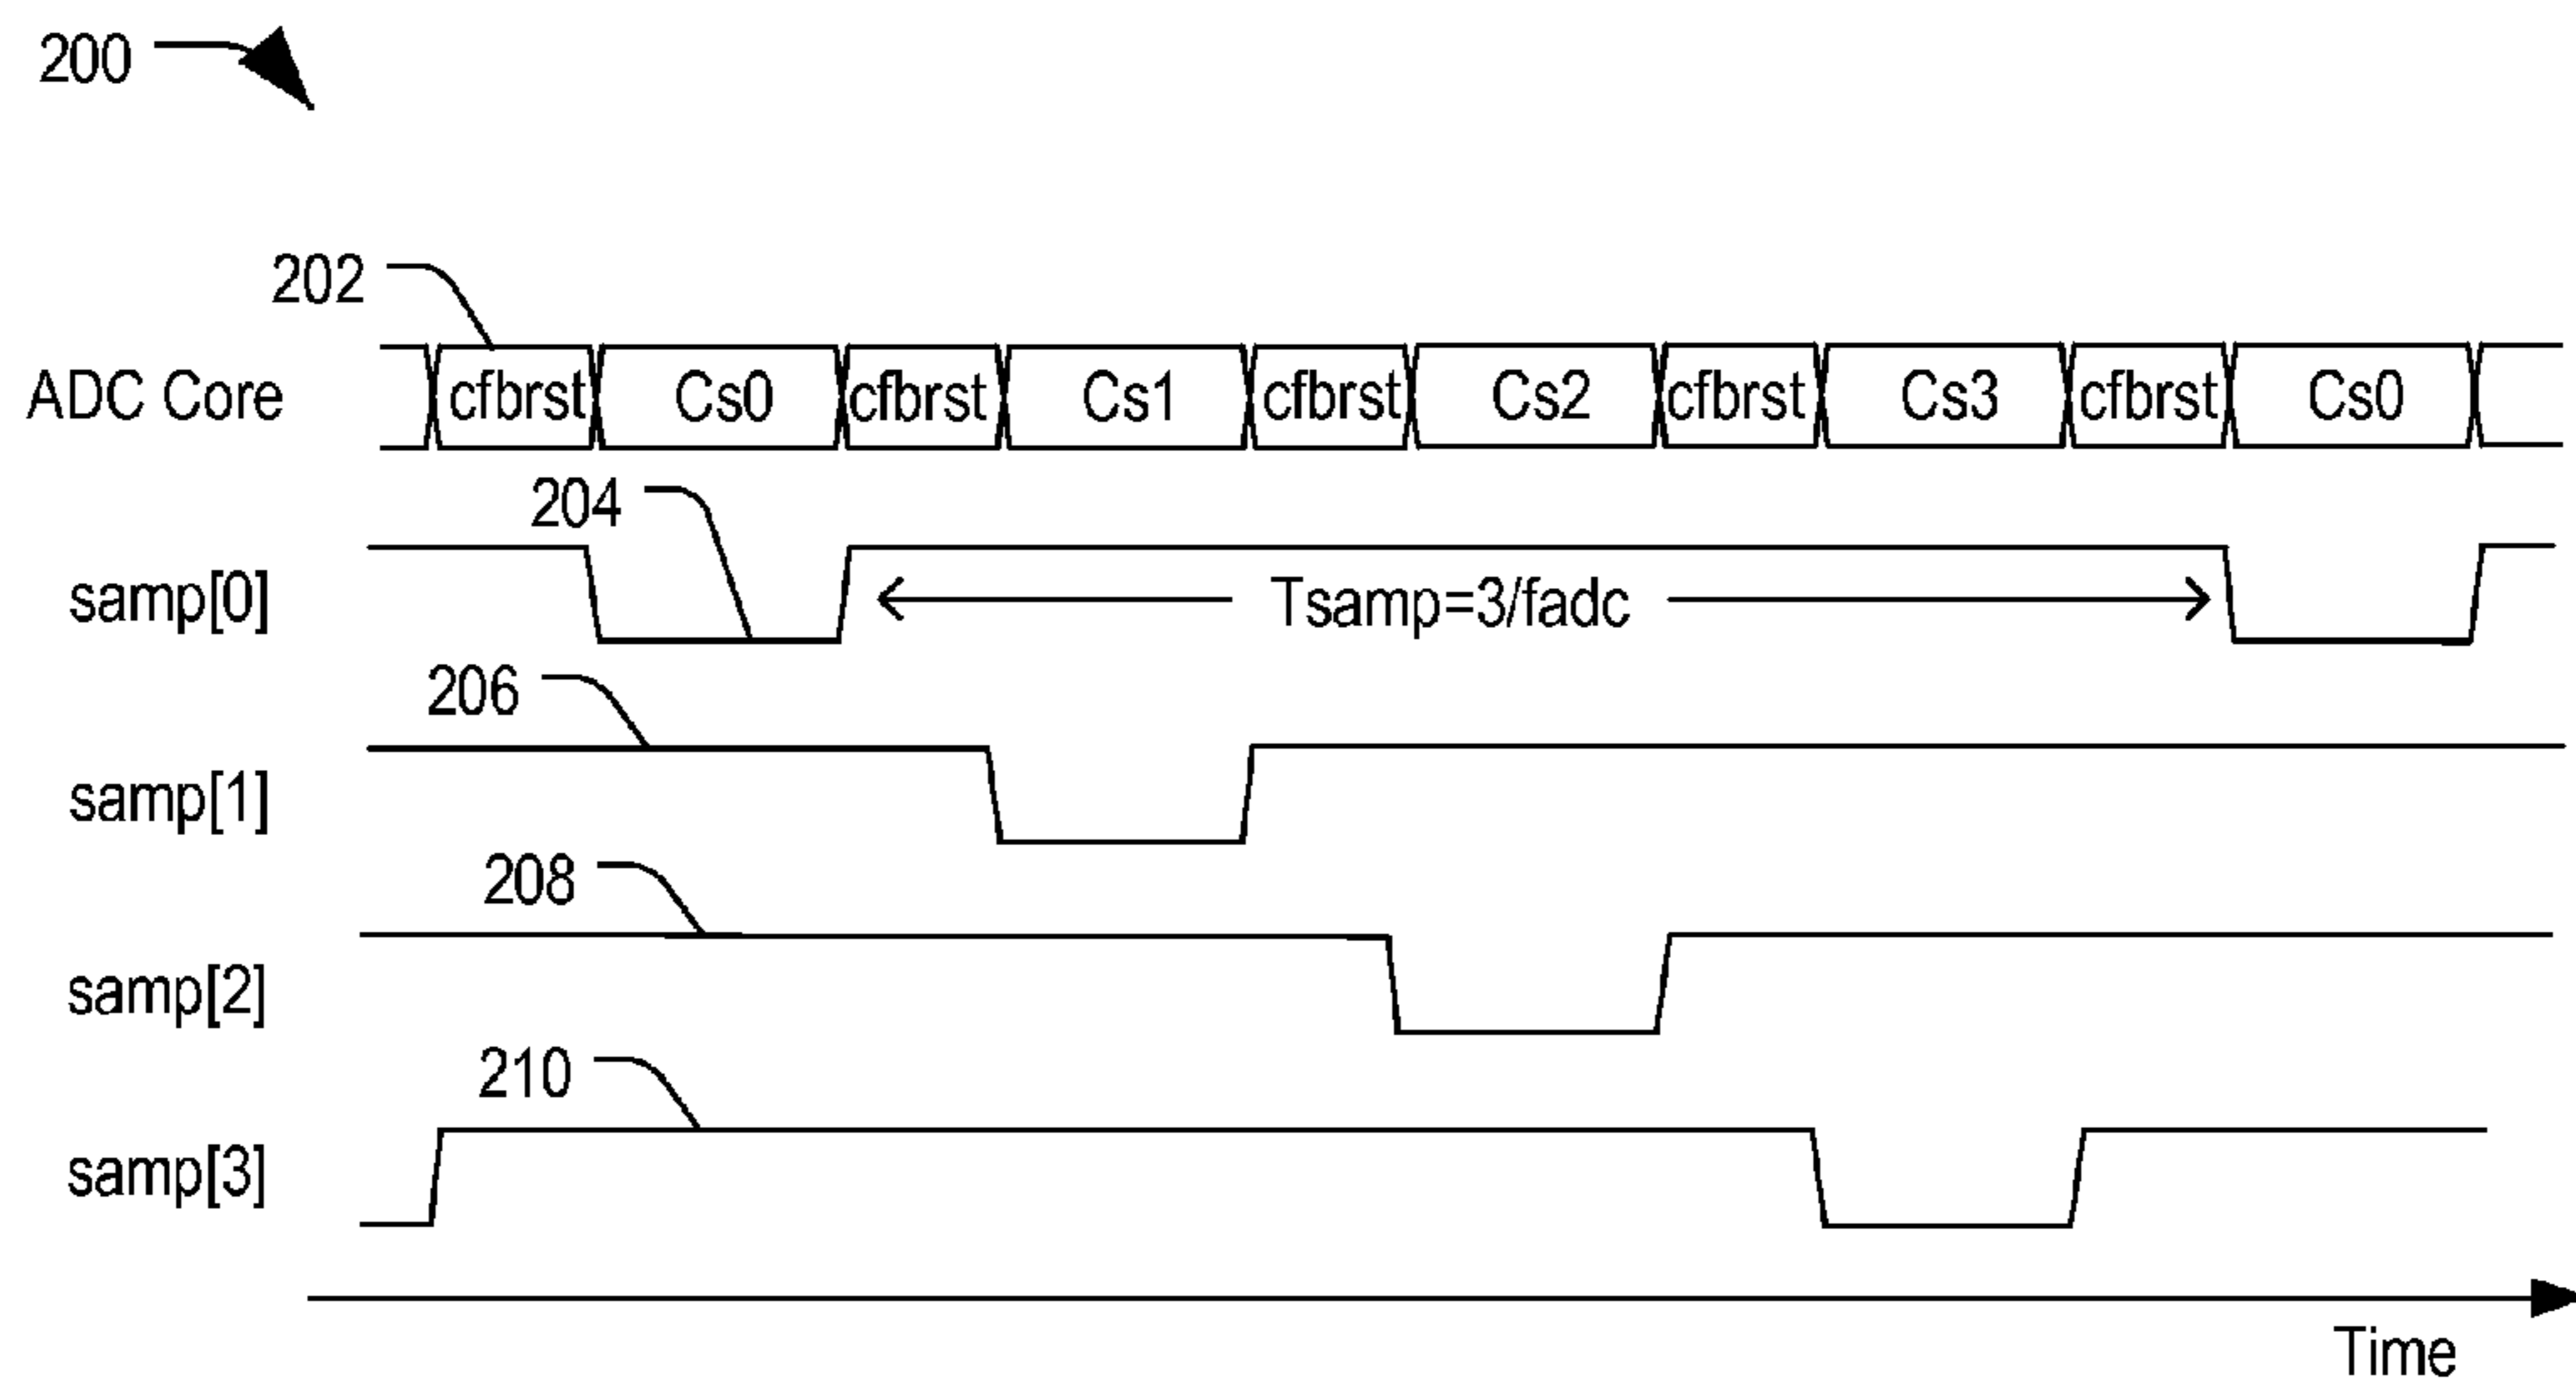 200
202
ADC Core cfbrst Cs0 cfbrst Cs1 cfbrst Cs2 cfbrst Cs3 cfbrst Cs0
204
samp[0] Tsamp=3/fadc
206
samp[1]
208
samp[2]
210
samp[3]
Time